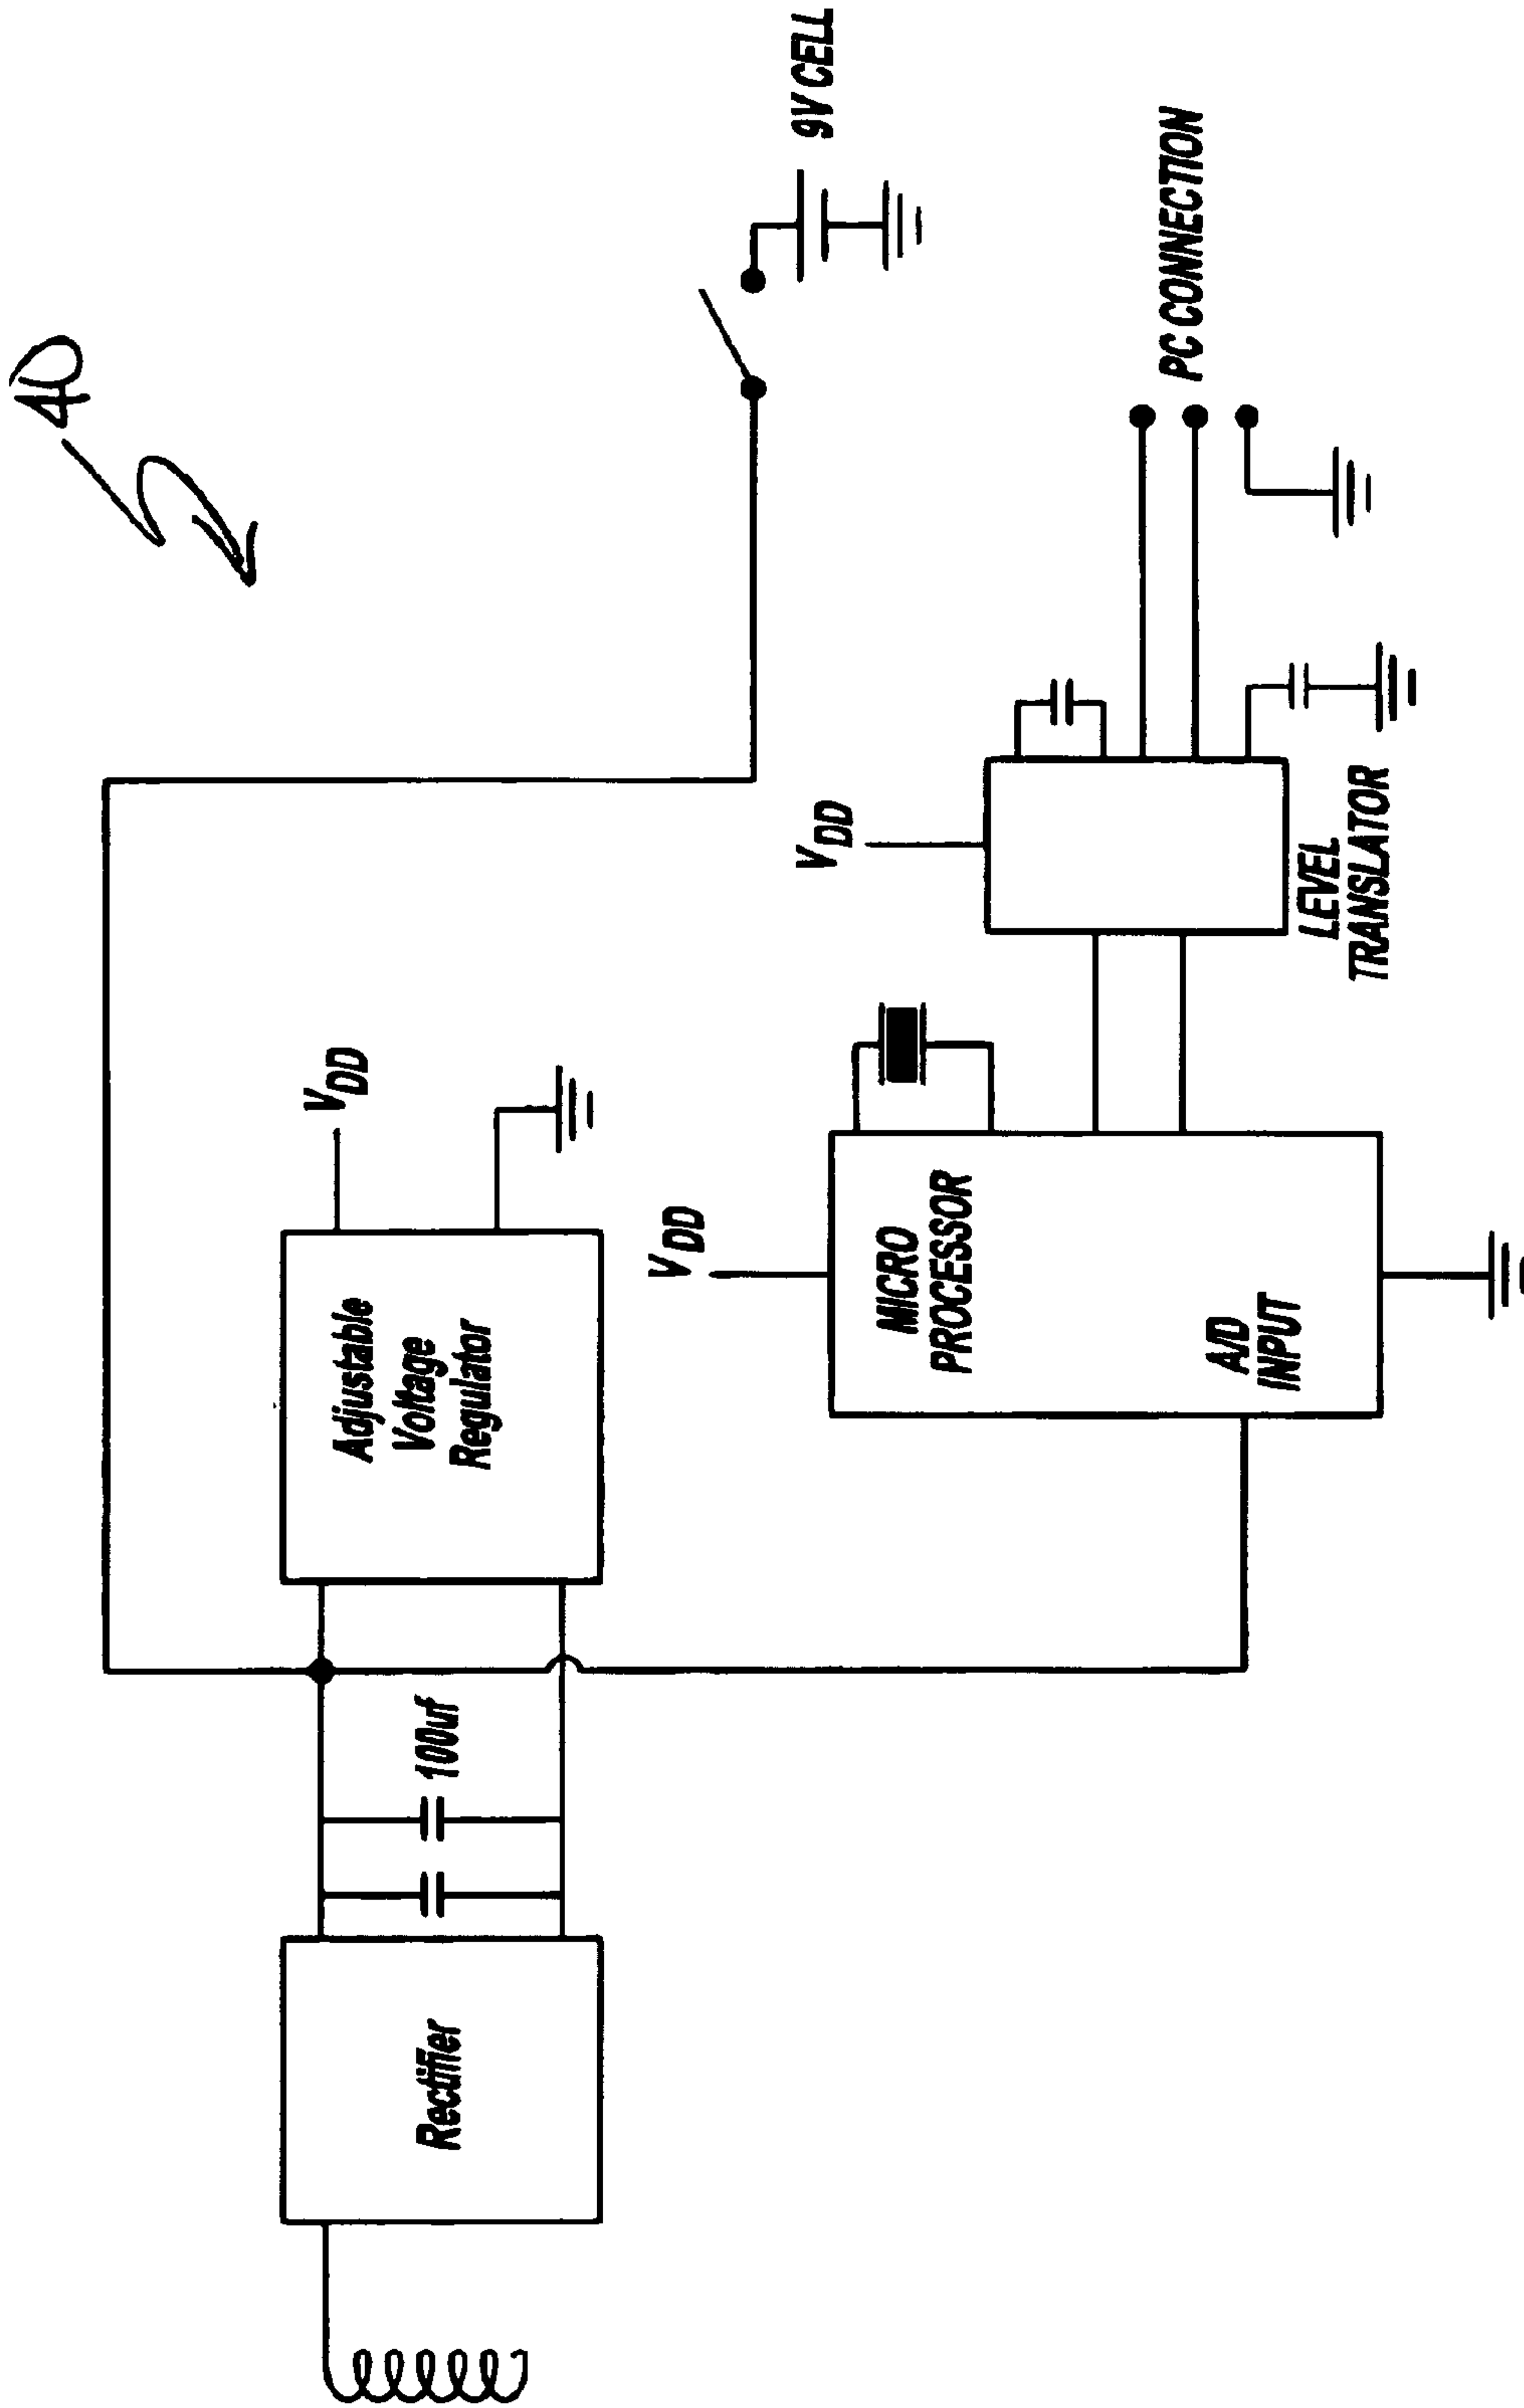 40
Rectifier
100uf
Adjustable
Voltage
Regulator
VDD
9V CELL
VDD
MICRO
PROCESSOR
A/D
INPUT
VDD
LEVEL
TRANSLATOR
PC CONNECTION